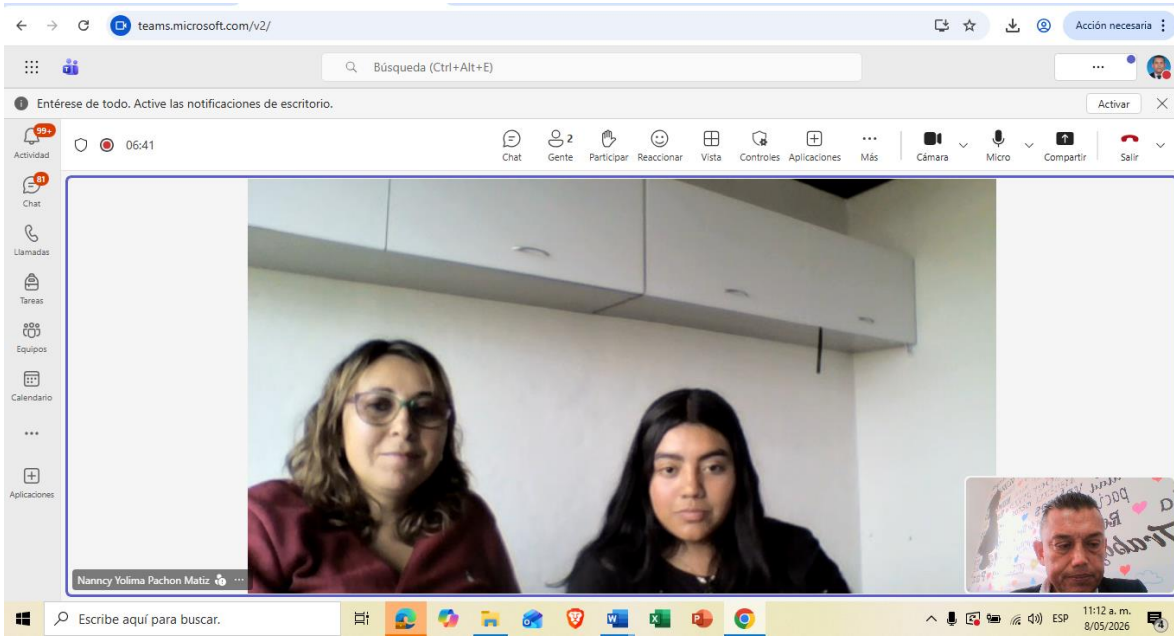 teams.microsoft.com/v2/
Acción necesaria
Búsqueda (Ctrl+Alt+E)
Entérese de todo. Active las notificaciones de escritorio.
Activar
99+
Actividad
06:41
2
Chat
Gente
Participar
Reaccionar
Vista
Controles
Aplicaciones
Más
Cámara
Micro
Compartir
Salir
81
Chat
Llamadas
Tareas
Equipos
Calendario
Aplicaciones
Nanncy Yolima Pachon Matiz
Escribe aquí para buscar.
ESP
11:12 a. m.
8/05/2026
4